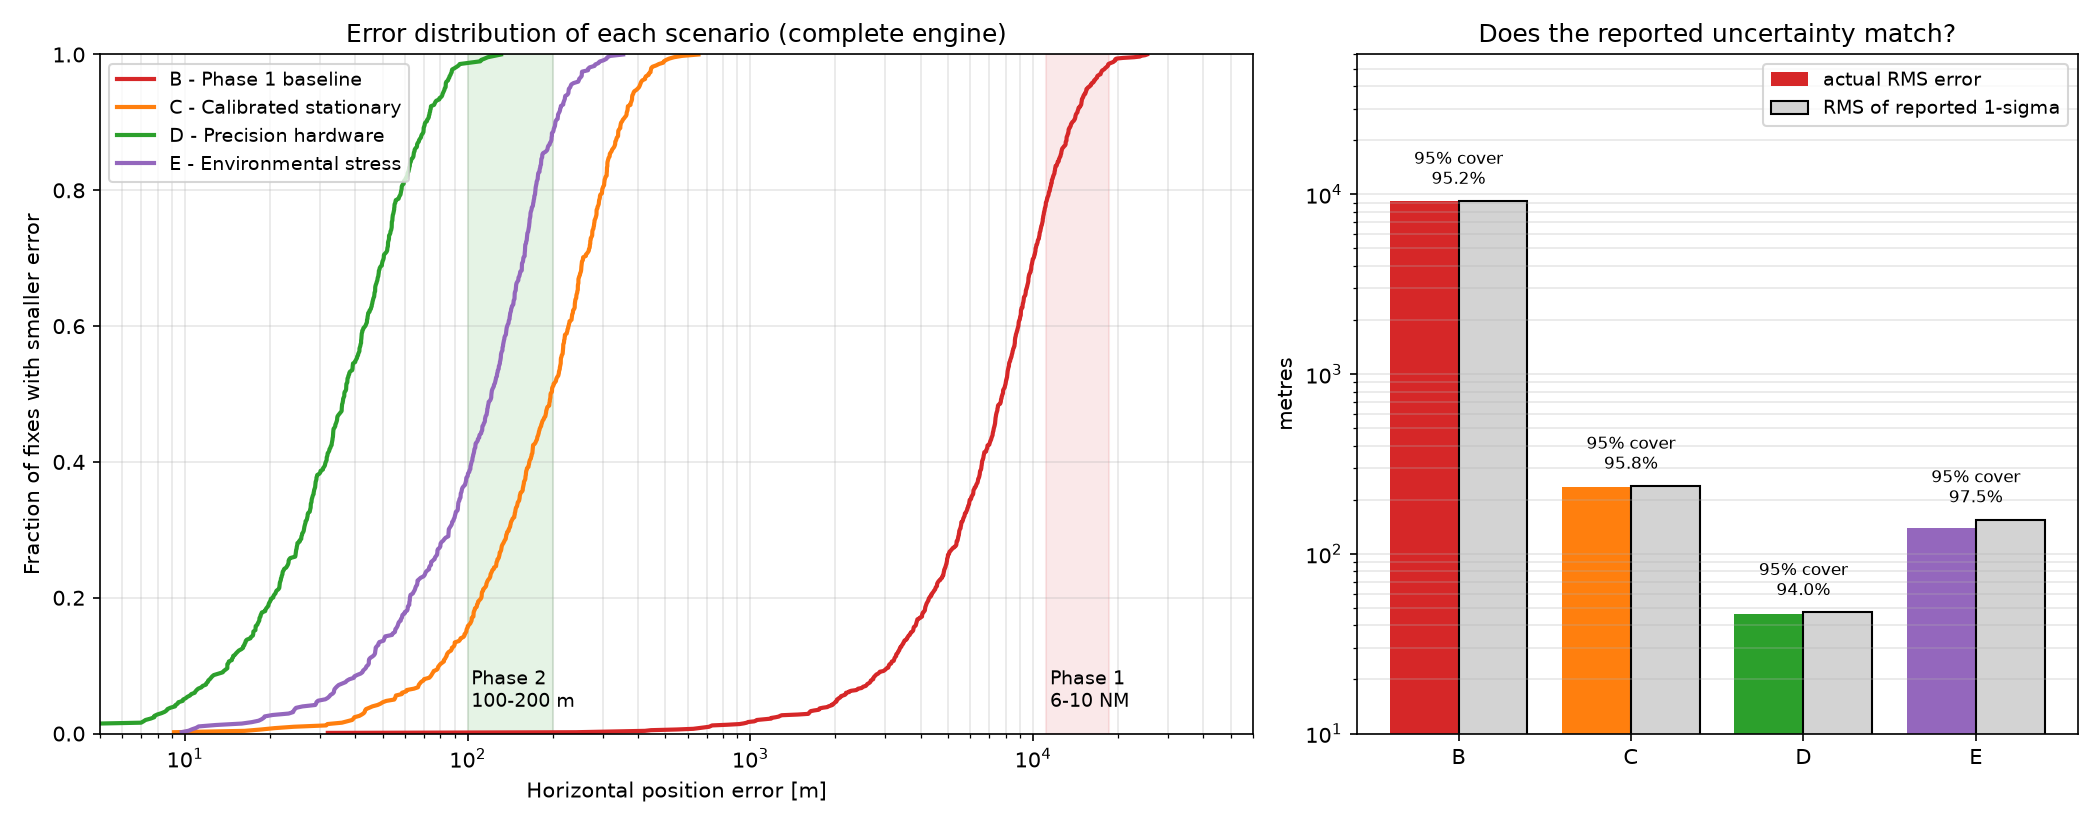 Error distribution of each scenario (complete engine)
B - Phase 1 baseline
C - Calibrated stationary
D - Precision hardware
E - Environmental stress
Fraction of fixes with smaller error
1.0
0.8
0.6
0.4
0.2
0.0
Phase 2
100-200 m
Phase 1
6-10 NM
10¹
10²
10³
10⁴
Horizontal position error [m]
Does the reported uncertainty match?
actual RMS error
RMS of reported 1-sigma
metres
10⁴
10³
10²
10¹
95% cover
95.2%
95% cover
95.8%
95% cover
94.0%
95% cover
97.5%
B
C
D
E